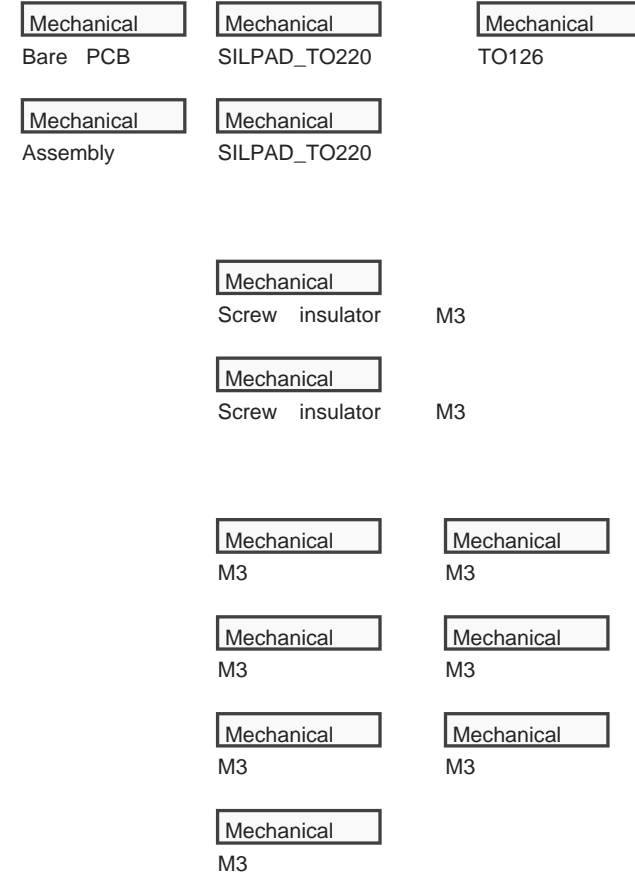 Mechanical Mechanical Mechanical
Bare PCB SILPAD_TO220 TO126
Mechanical Mechanical
Assembly SILPAD_TO220
Mechanical
Screw insulator M3
Mechanical
Screw insulator M3
Mechanical Mechanical
M3 M3
Mechanical Mechanical
M3 M3
Mechanical Mechanical
M3 M3
Mechanical
M3